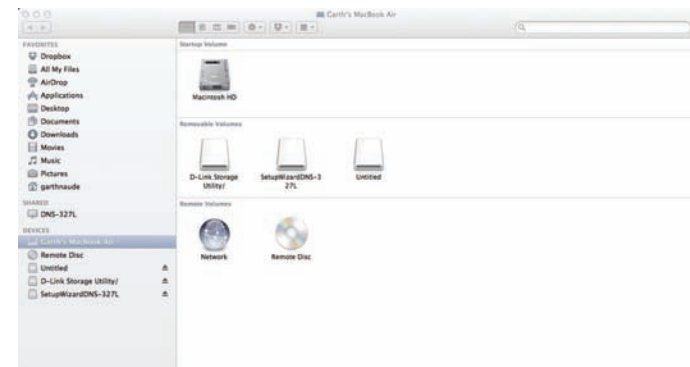 Garth's MacBook Air
FAVORITES
Dropbox
All My Files
AirDrop
Applications
Desktop
Documents
Downloads
Movies
Music
Pictures
garthnaude
SHARED
DNS-327L
DEVICES
Garth's MacBook Air
Remote Disc
Untitled
D-Link Storage Utility/
SetupWizardDNS-327L
Startup Volume
Macintosh HD
Removable Volumes
D-Link Storage
Utility/
SetupWizardDNS-3
27L
Untitled
Remote Volumes
Network
Remote Disc